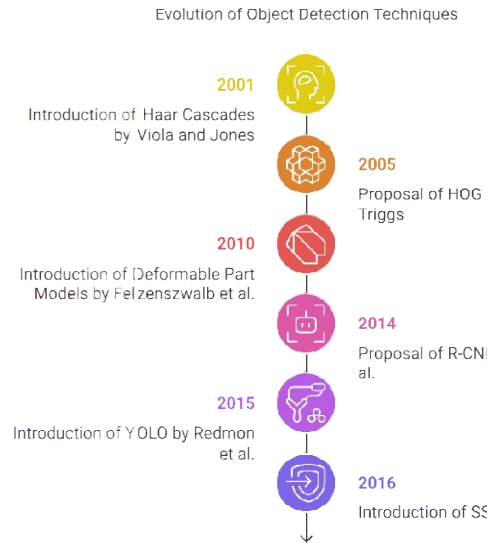 Evolution of Object Detection Techniques
2001
Introduction of Haar Cascades
by Viola and Jones
2005
Proposal of HOG
Triggs
2010
Introduction of Deformable Part
Models by Felzenszwalb et al.
2014
Proposal of R-CN
al.
2015
Introduction of YOLO by Redmon
et al.
2016
Introduction of SS